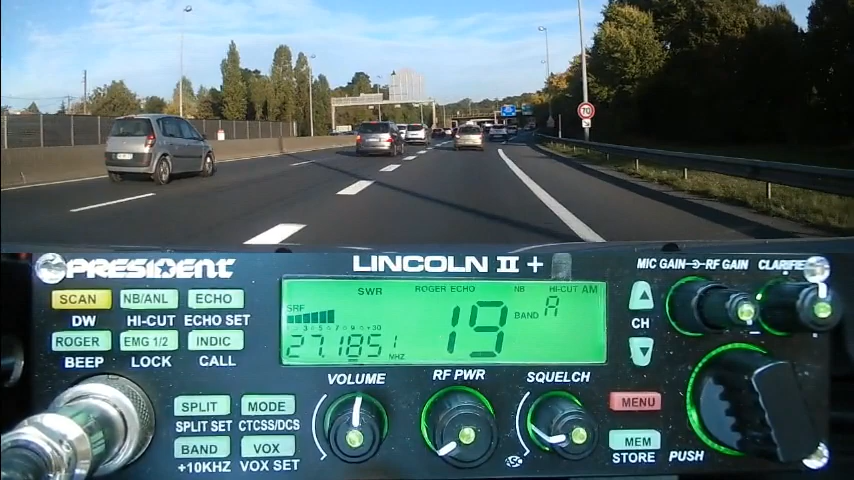 70
PRESIDENT
LINCOLN II +
MIC GAIN RF GAIN CLARIFIER
SCAN NB/ANL ECHO
DW HI-CUT ECHO SET
ROGER EMG 1/2 INDIC
BEEP LOCK CALL
SWR ROGER ECHO NB HI-CUT AM
SRF
19 BAND A
27.1851 MHZ
CH
VOLUME RF PWR SQUELCH
SPLIT MODE
SPLIT SET CTCSS/DCS
BAND VOX
+10KHZ VOX SET
ASC
MENU
MEM
STORE PUSH